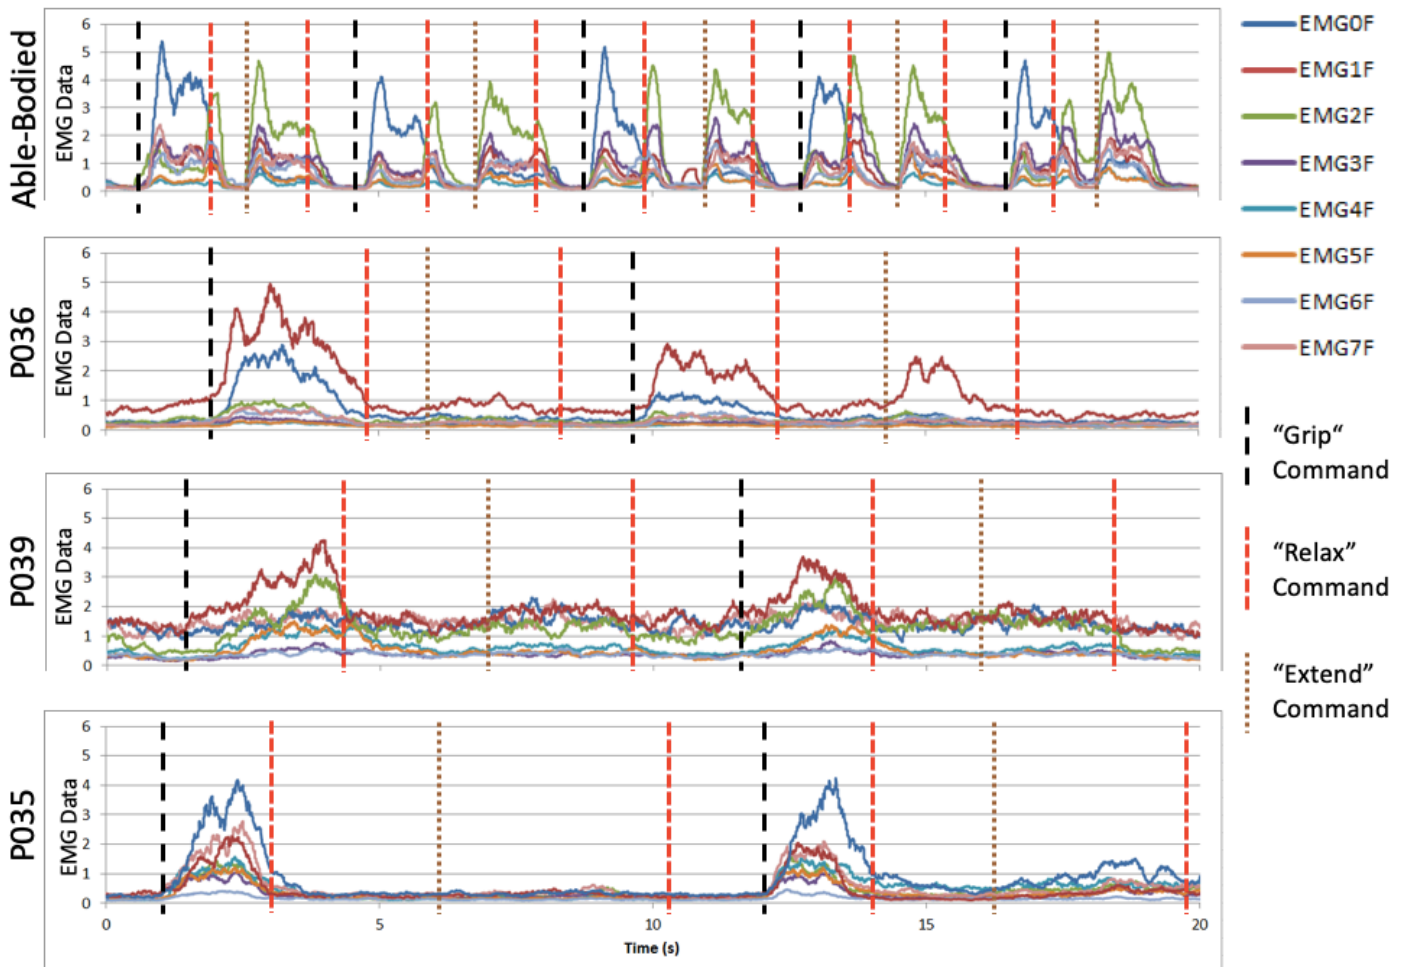 Able-Bodied
EMG Data
6
5
4
3
2
1
0
P036
EMG Data
6
5
4
3
2
1
0
P039
EMG Data
6
5
4
3
2
1
0
P035
EMG Data
6
5
4
3
2
1
0
0 5 10 15 20
Time (s)
EMG0F
EMG1F
EMG2F
EMG3F
EMG4F
EMG5F
EMG6F
EMG7F
“Grip“
Command
“Relax”
Command
“Extend”
Command